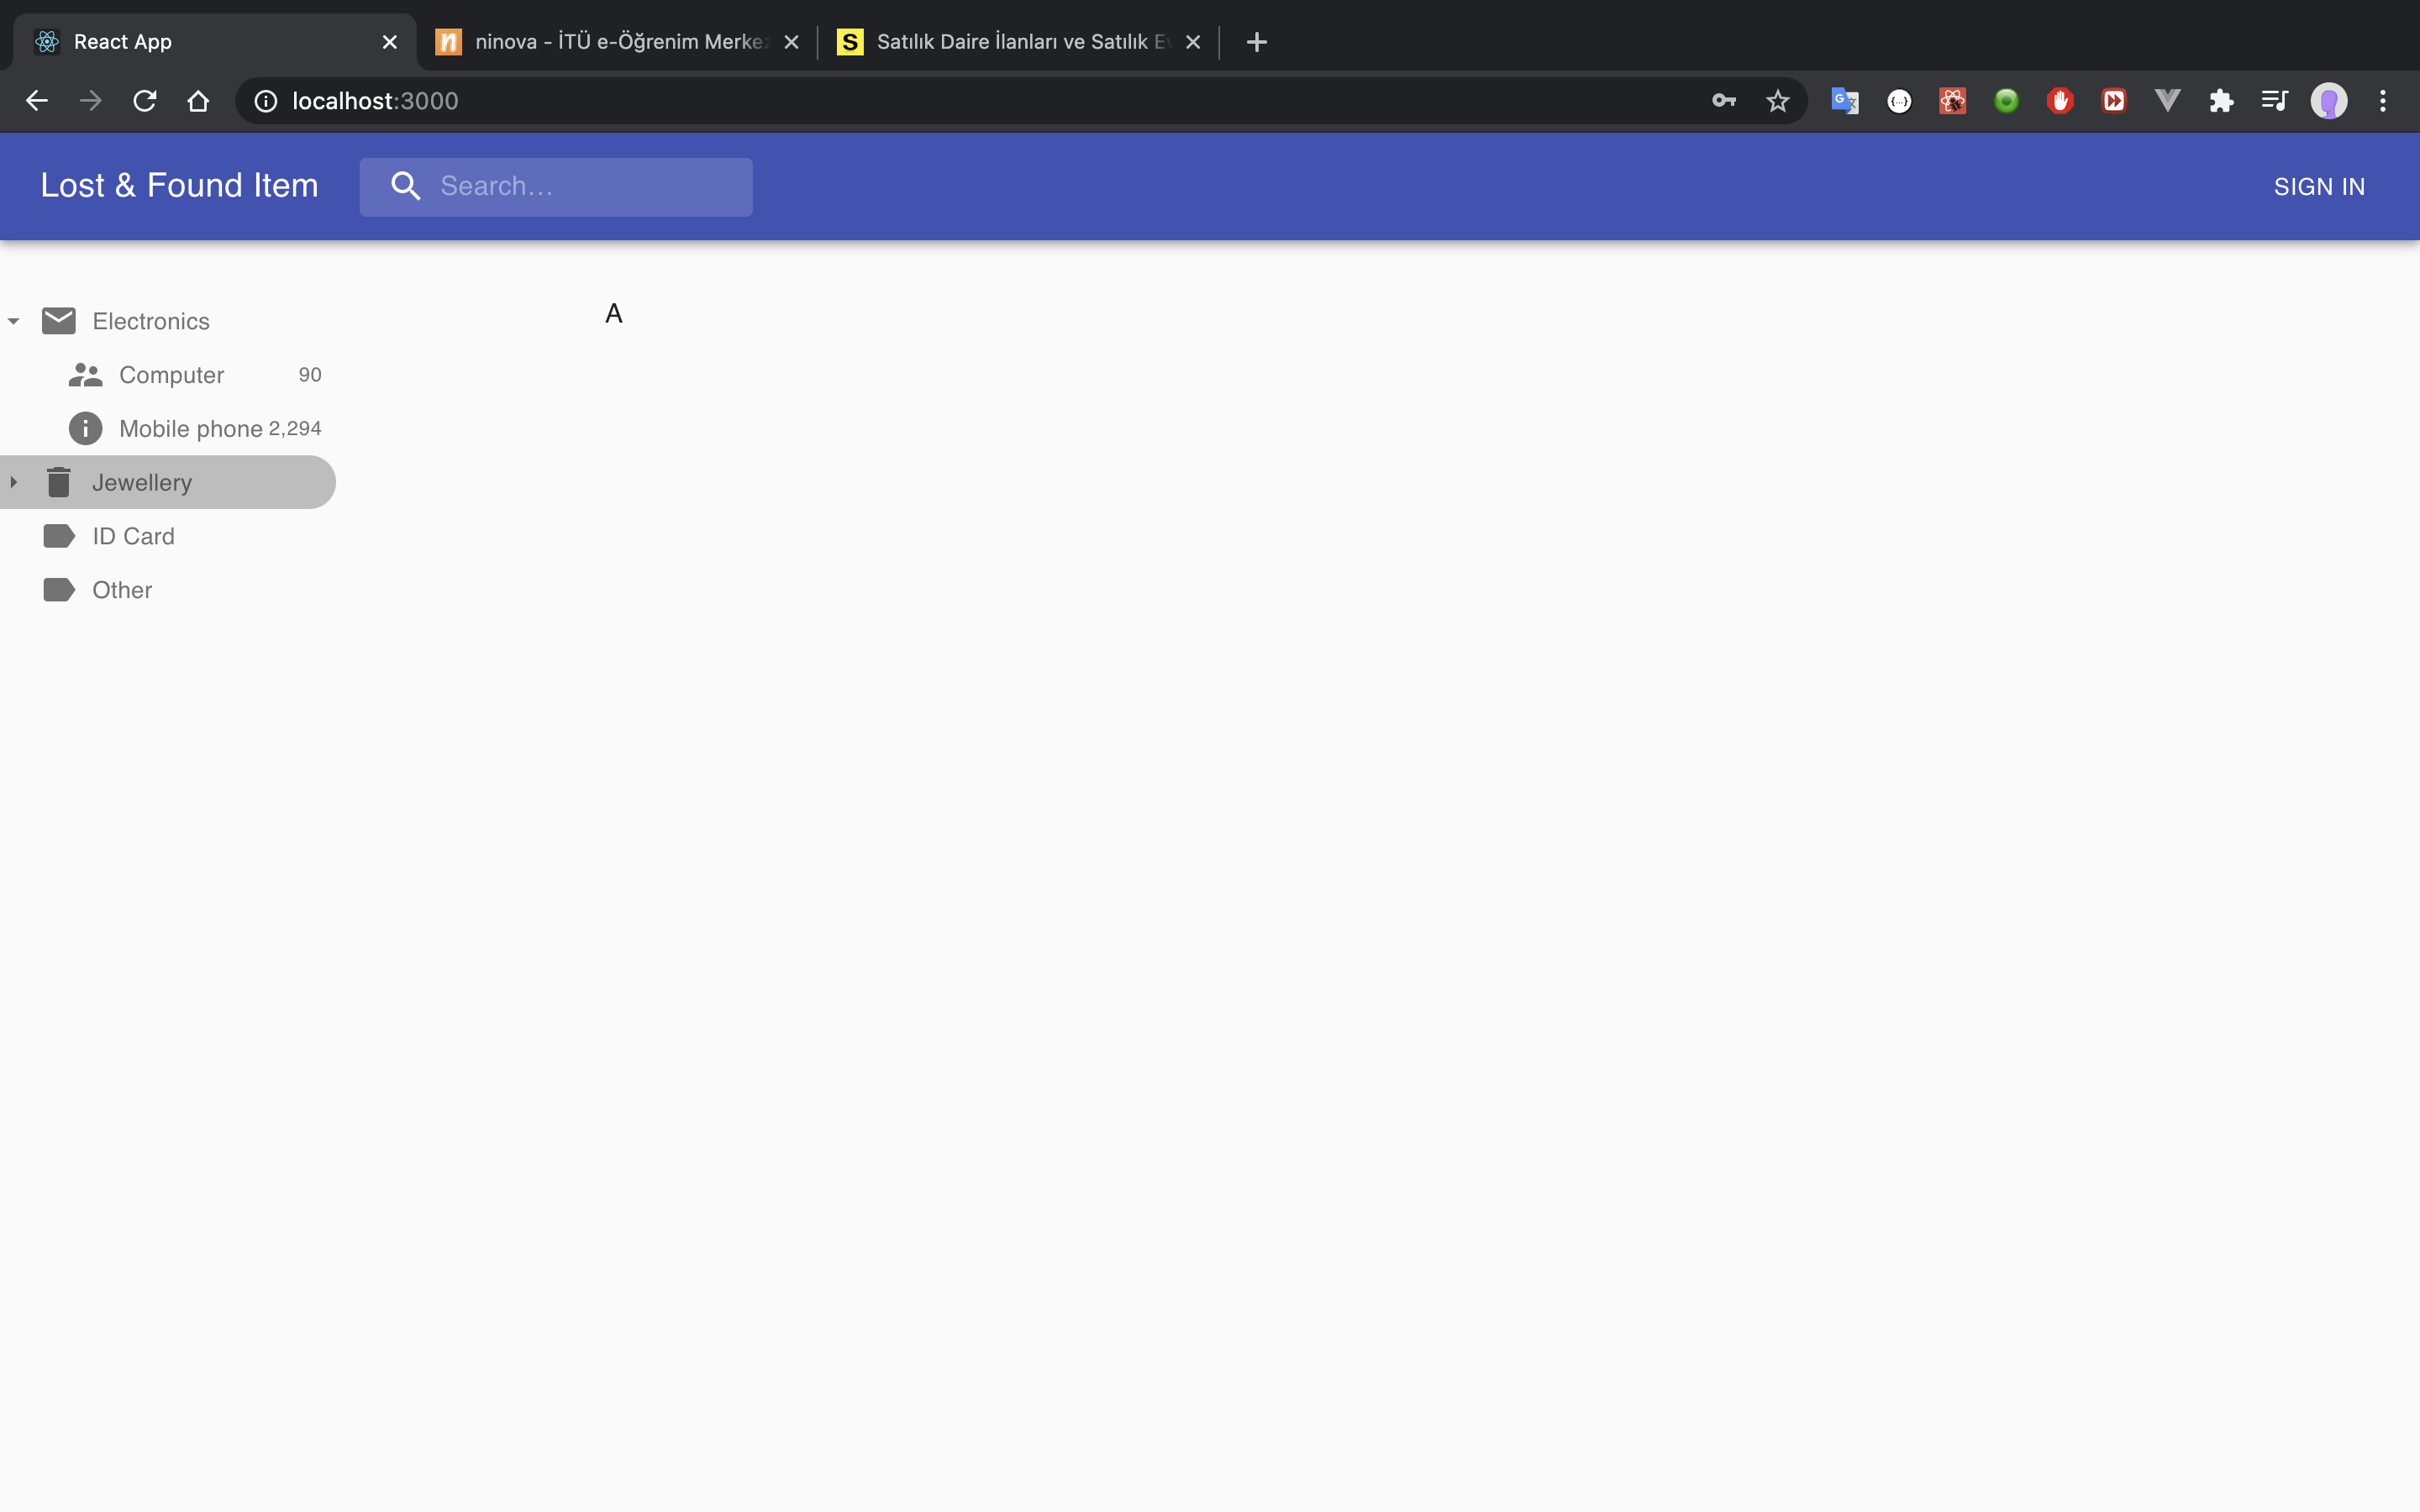 React App
ninova - İTÜ e-Öğrenim Merkez
S Satılık Daire İlanları ve Satılık Ev
localhost:3000
Lost & Found Item
Search...
SIGN IN
Electronics
A
Computer 90
Mobile phone 2,294
Jewellery
ID Card
Other